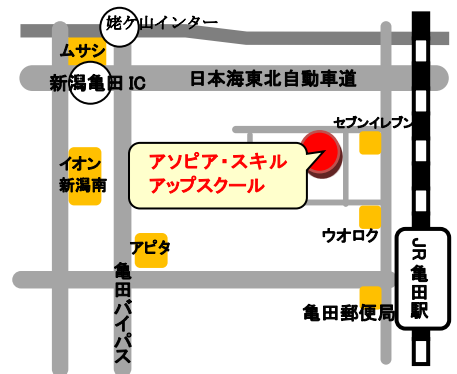 姥ケ山インター
ムサシ
新潟亀田IC
日本海東北自動車道
セブンイレブン
イオン
新潟南
アソピア・スキル
アップスクール
ウオロク
アピタ
JR亀田駅
亀田バイパス
亀田郵便局